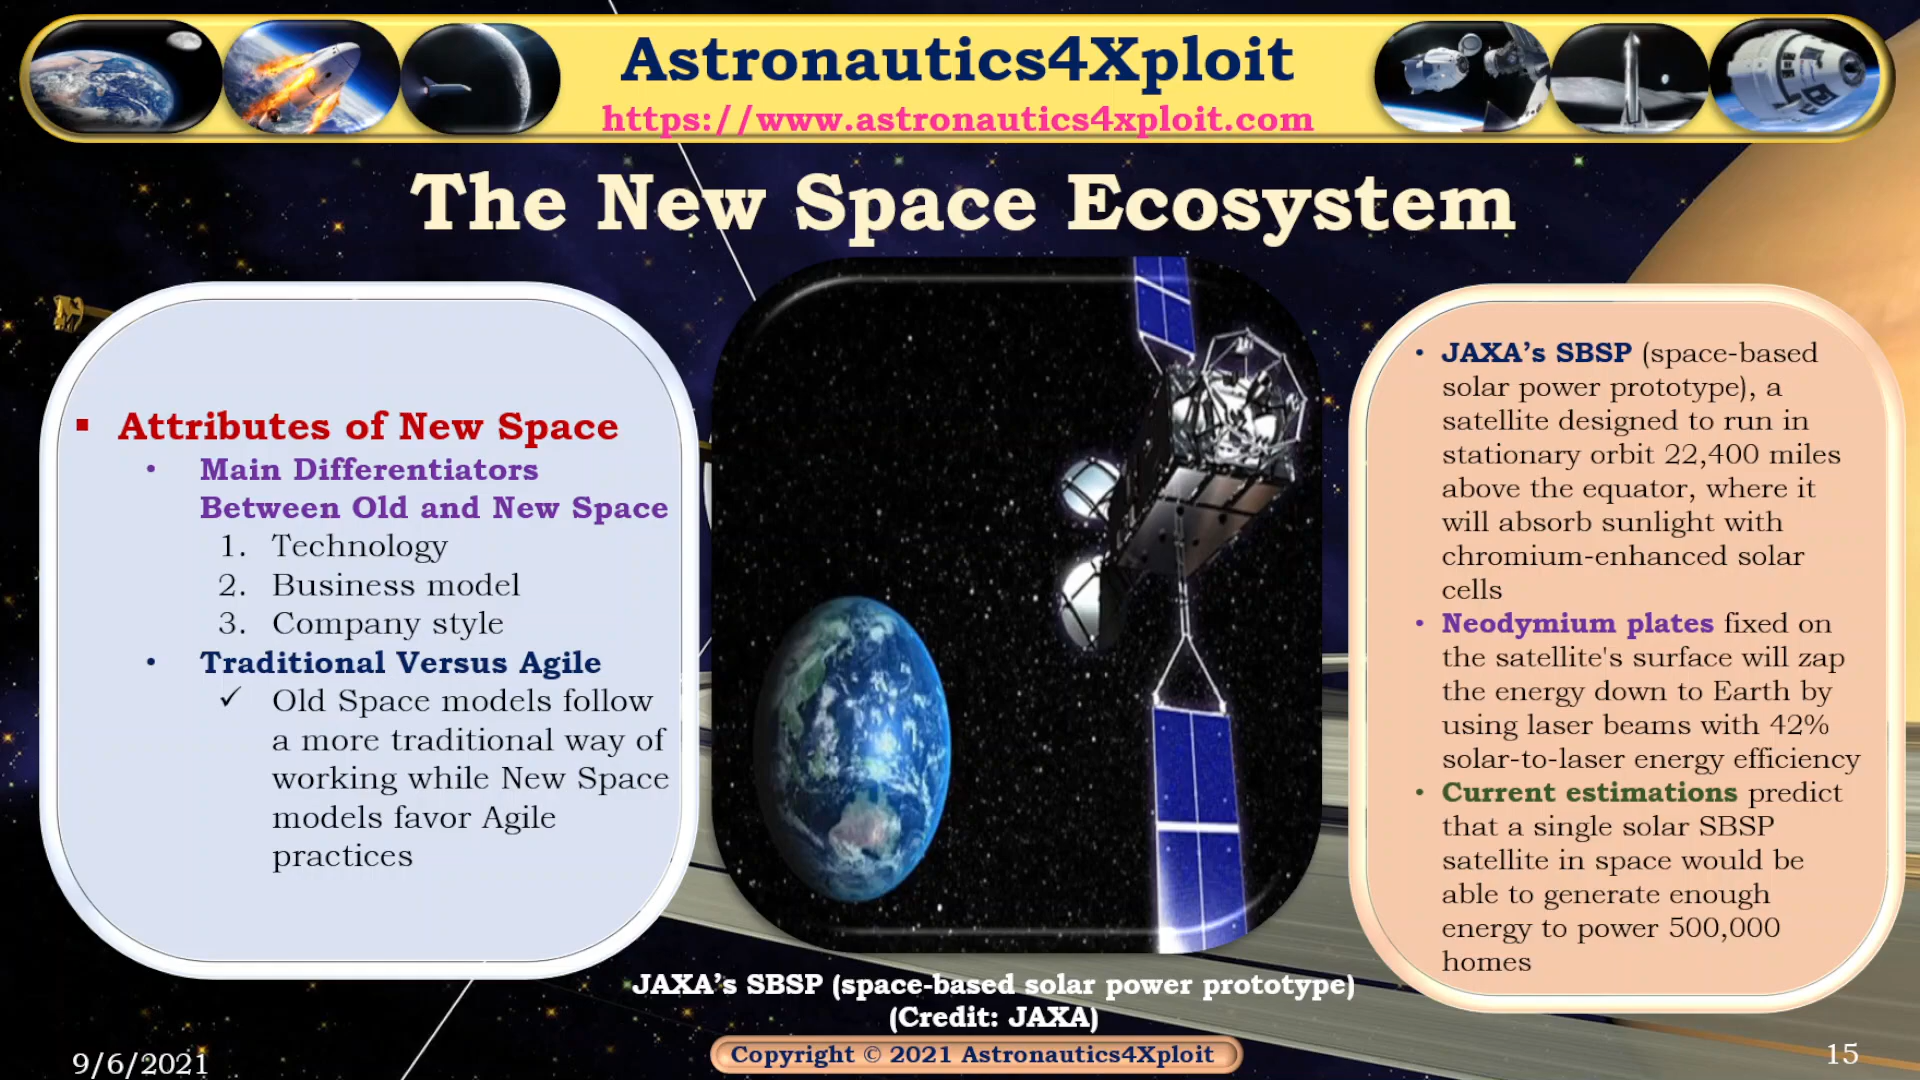 Astronautics4Xploit
https://www.astronautics4xploit.com
The New Space Ecosystem
▪ Attributes of New Space
• Main Differentiators
Between Old and New Space
1. Technology
2. Business model
3. Company style
• Traditional Versus Agile
✓ Old Space models follow
a more traditional way of
working while New Space
models favor Agile
practices
JAXA’s SBSP (space-based solar power prototype)
(Credit: JAXA)
• JAXA’s SBSP (space-based
solar power prototype), a
satellite designed to run in
stationary orbit 22,400 miles
above the equator, where it
will absorb sunlight with
chromium-enhanced solar
cells
• Neodymium plates fixed on
the satellite's surface will zap
the energy down to Earth by
using laser beams with 42%
solar-to-laser energy efficiency
• Current estimations predict
that a single solar SBSP
satellite in space would be
able to generate enough
energy to power 500,000
homes
9/6/2021
Copyright © 2021 Astronautics4Xploit
15